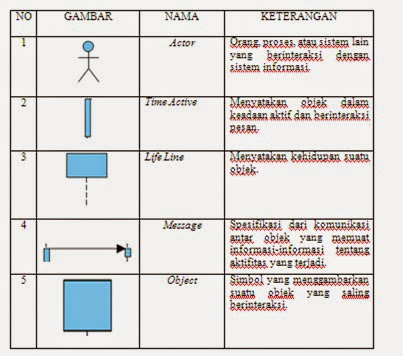 NO GAMBAR NAMA KETERANGAN
1 Actor Orang, proses, atau sistem lain
yang berinteraksi dengan
sistem informasi.
2 Time Active Menyatakan objek dalam
keadaan aktif dan berinteraksi
pesan.
3 Life Line Menyatakan kehidupan suatu
objek.
4 Message Spesifikasi dari komunikasi
antar objek yang memuat
informasi-informasi tentang
aktifitas yang terjadi.
5 Object Simbol yang menggambarkan
suatu objek yang saling
berinteraksi.